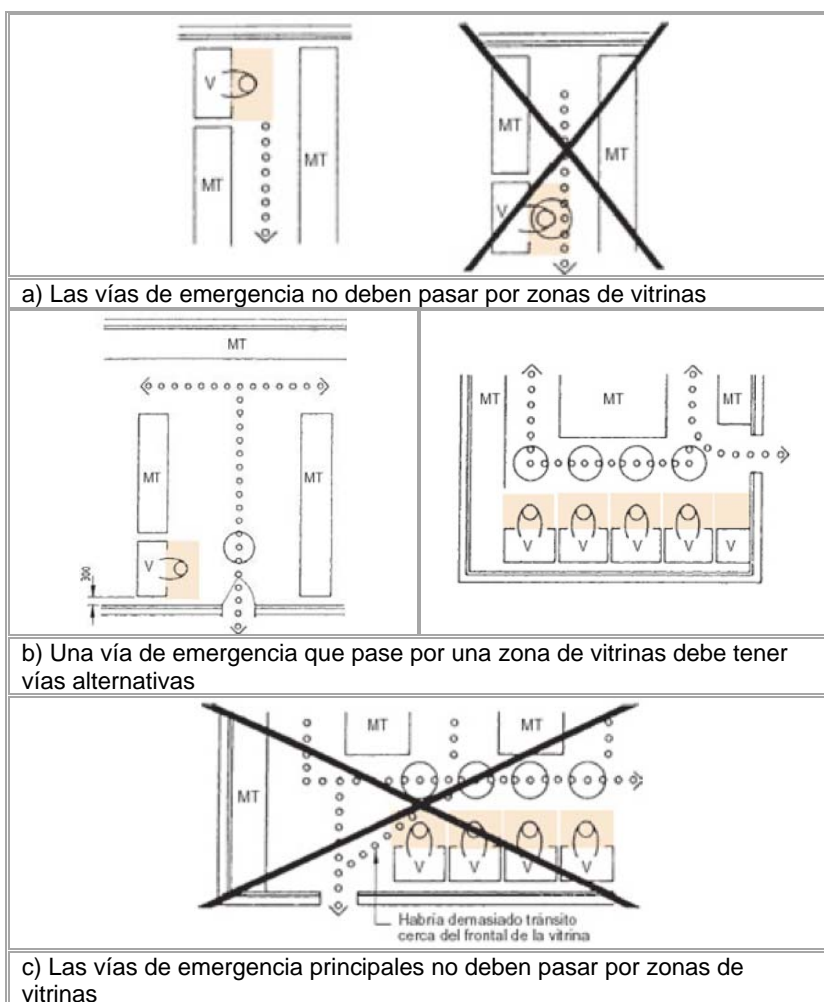 V
MT
MT
MT
V
MT
a) Las vías de emergencia no deben pasar por zonas de vitrinas
MT
MT
MT
V
300
MT
MT
MT
V
V
V
V
V
b) Una vía de emergencia que pase por una zona de vitrinas debe tener
vías alternativas
MT
MT
MT
V
V
V
V
Habría demasiado tránsito
cerca del frontal de la vitrina
c) Las vías de emergencia principales no deben pasar por zonas de
vitrinas